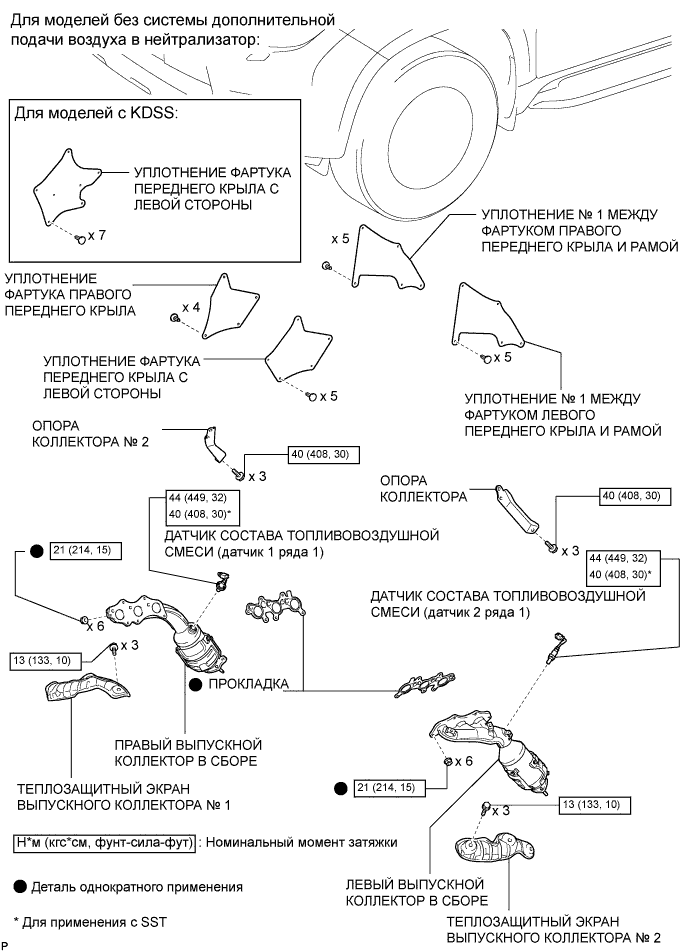 Для моделей без системы дополнительной
подачи воздуха в нейтрализатор:
Для моделей с KDSS:
УПЛОТНЕНИЕ ФАРТУКА
ПЕРЕДНЕГО КРЫЛА С
ЛЕВОЙ СТОРОНЫ
x 7
x 5
УПЛОТНЕНИЕ № 1 МЕЖДУ
ФАРТУКОМ ПРАВОГО
ПЕРЕДНЕГО КРЫЛА И РАМОЙ
УПЛОТНЕНИЕ
ФАРТУКА ПРАВОГО
ПЕРЕДНЕГО КРЫЛА
x 4
УПЛОТНЕНИЕ ФАРТУКА
ПЕРЕДНЕГО КРЫЛА С
ЛЕВОЙ СТОРОНЫ
x 5
x 5
УПЛОТНЕНИЕ № 1 МЕЖДУ
ФАРТУКОМ ЛЕВОГО
ПЕРЕДНЕГО КРЫЛА И РАМОЙ
ОПОРА
КОЛЛЕКТОРА № 2
40 (408, 30)
x 3
ОПОРА
КОЛЛЕКТОРА
40 (408, 30)
x 3
44 (449, 32)
40 (408, 30)*
ДАТЧИК СОСТАВА ТОПЛИВОВОЗДУШНОЙ
СМЕСИ (датчик 1 ряда 1)
21 (214, 15)
x 6
44 (449, 32)
40 (408, 30)*
ДАТЧИК СОСТАВА ТОПЛИВОВОЗДУШНОЙ
СМЕСИ (датчик 2 ряда 1)
x 3
13 (133, 10)
ПРОКЛАДКА
ПРАВЫЙ ВЫПУСКНОЙ
КОЛЛЕКТОР В СБОРЕ
ТЕПЛОЗАЩИТНЫЙ ЭКРАН
ВЫПУСКНОГО КОЛЛЕКТОРА № 1
x 6
21 (214, 15)
x 3
13 (133, 10)
Н*м (кгс*см, фунт-сила-фут) : Номинальный момент затяжки
Деталь однократного применения
ЛЕВЫЙ ВЫПУСКНОЙ
КОЛЛЕКТОР В СБОРЕ
* Для применения с SST
ТЕПЛОЗАЩИТНЫЙ ЭКРАН
ВЫПУСКНОГО КОЛЛЕКТОРА № 2
P